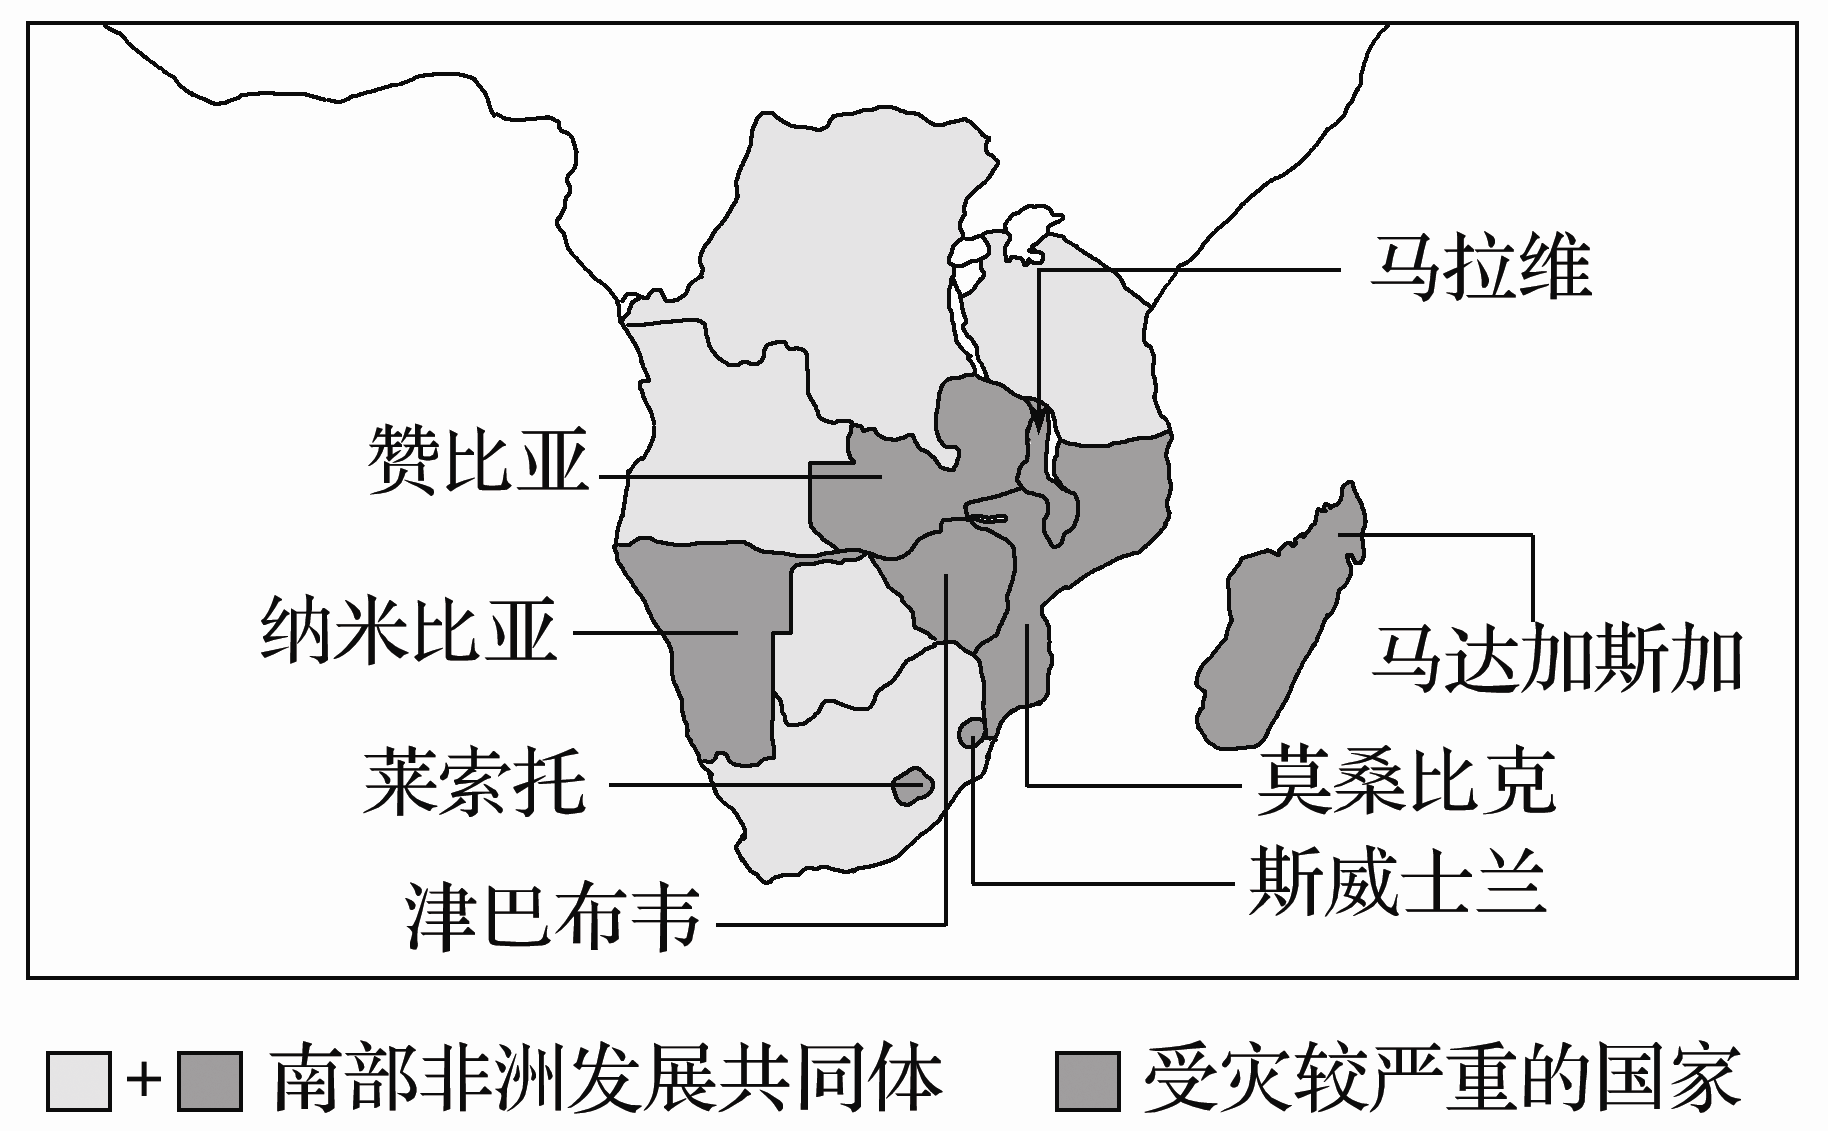 马拉维
赞比亚
纳米比亚
马达加斯加
莱索托
莫桑比克
斯威士兰
津巴布韦
+ 南部非洲发展共同体
受灾较严重的国家